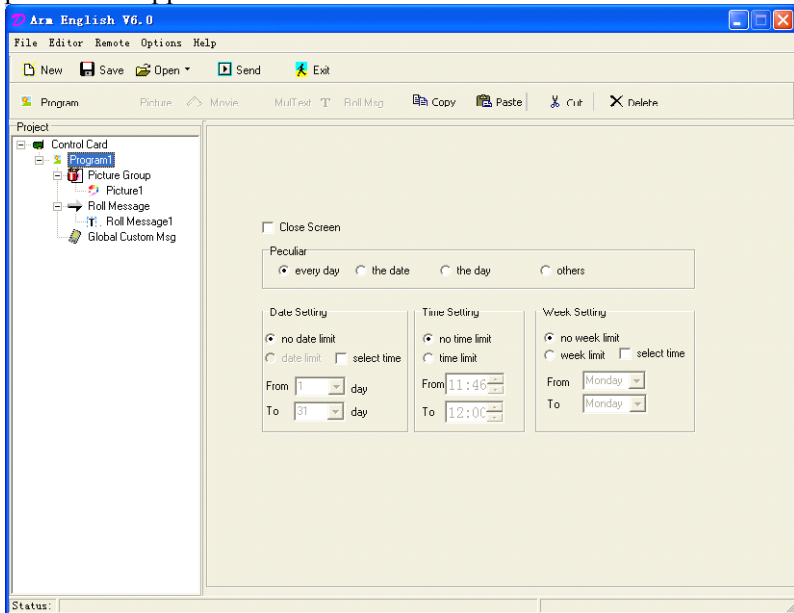 Arm English V6.0
File Editor Remote Options Help
New Save Open Send Exit
Program Picture Movie MulText T Roll Msg Copy Paste Cut Delete
Project
Control Card
Program1
Picture Group
Picture1
Roll Message
Roll Message1
Global Custom Msg
Close Screen
Peculiar
every day the date the day others
Date Setting Time Setting Week Setting
no date limit no time limit no week limit
date limit select time time limit week limit select time
From 1 day From 11:46 From Monday
To 31 day To 12:00 To Monday
Status: